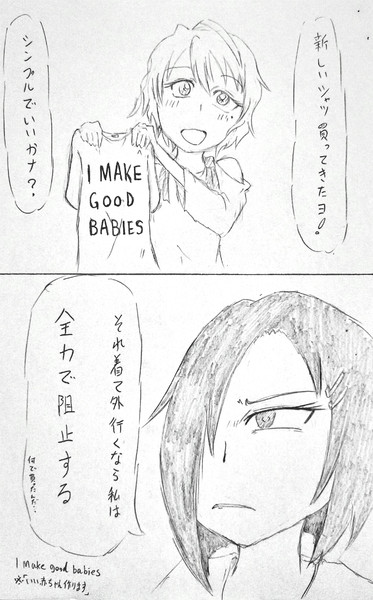 新しいシャツ買ってきたヨ!
シンプルでいいカナ?
I MAKE
GOOD
BABIES
それ着て外行くなら私は
全力で阻止する
何で買ったんだ…
I make good babies
※「いい赤ちゃん作ります」